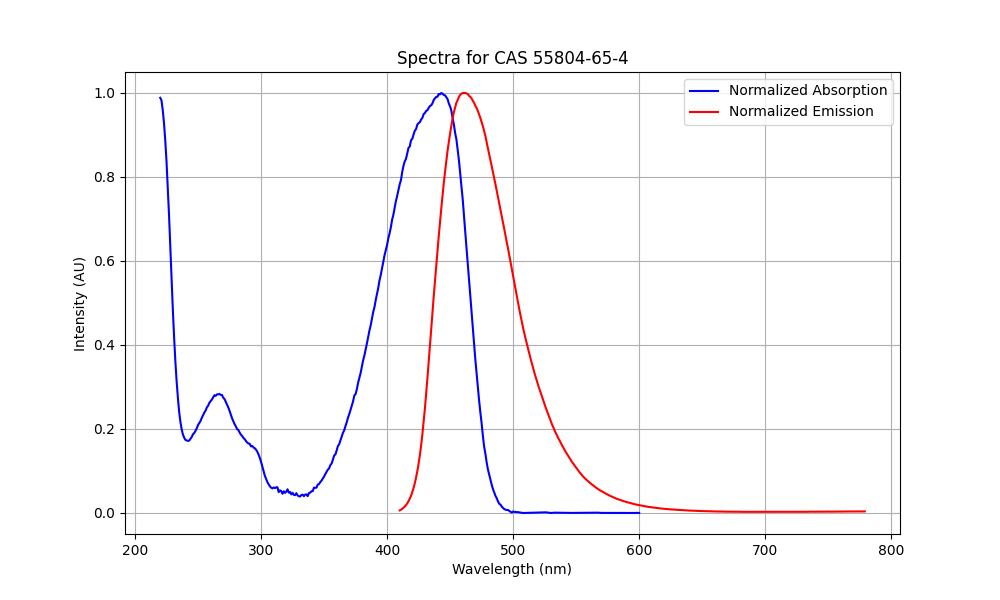 Spectra for CAS 55804-65-4
Normalized Absorption
Normalized Emission
1.0
0.8
0.6
0.4
0.2
0.0
Intensity (AU)
200 300 400 500 600 700 800
Wavelength (nm)